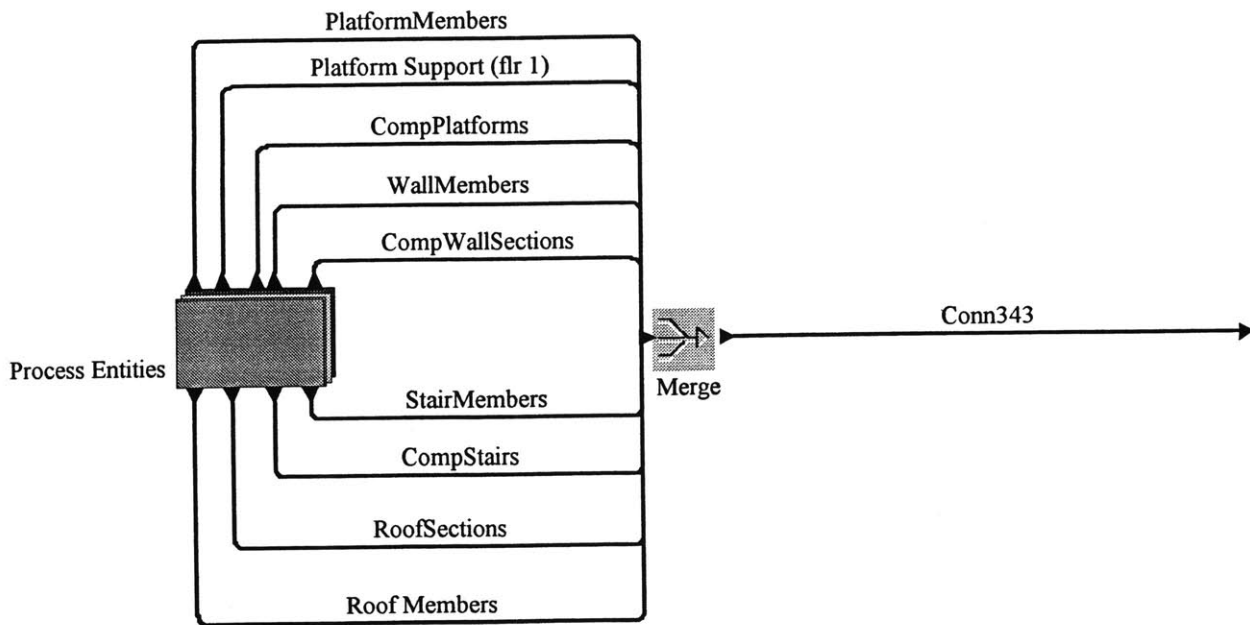 PlatformMembers
Platform Support (flr 1)
CompPlatforms
WallMembers
CompWallSections
Conn343
Process Entities
Merge
StairMembers
CompStairs
RoofSections
Roof Members